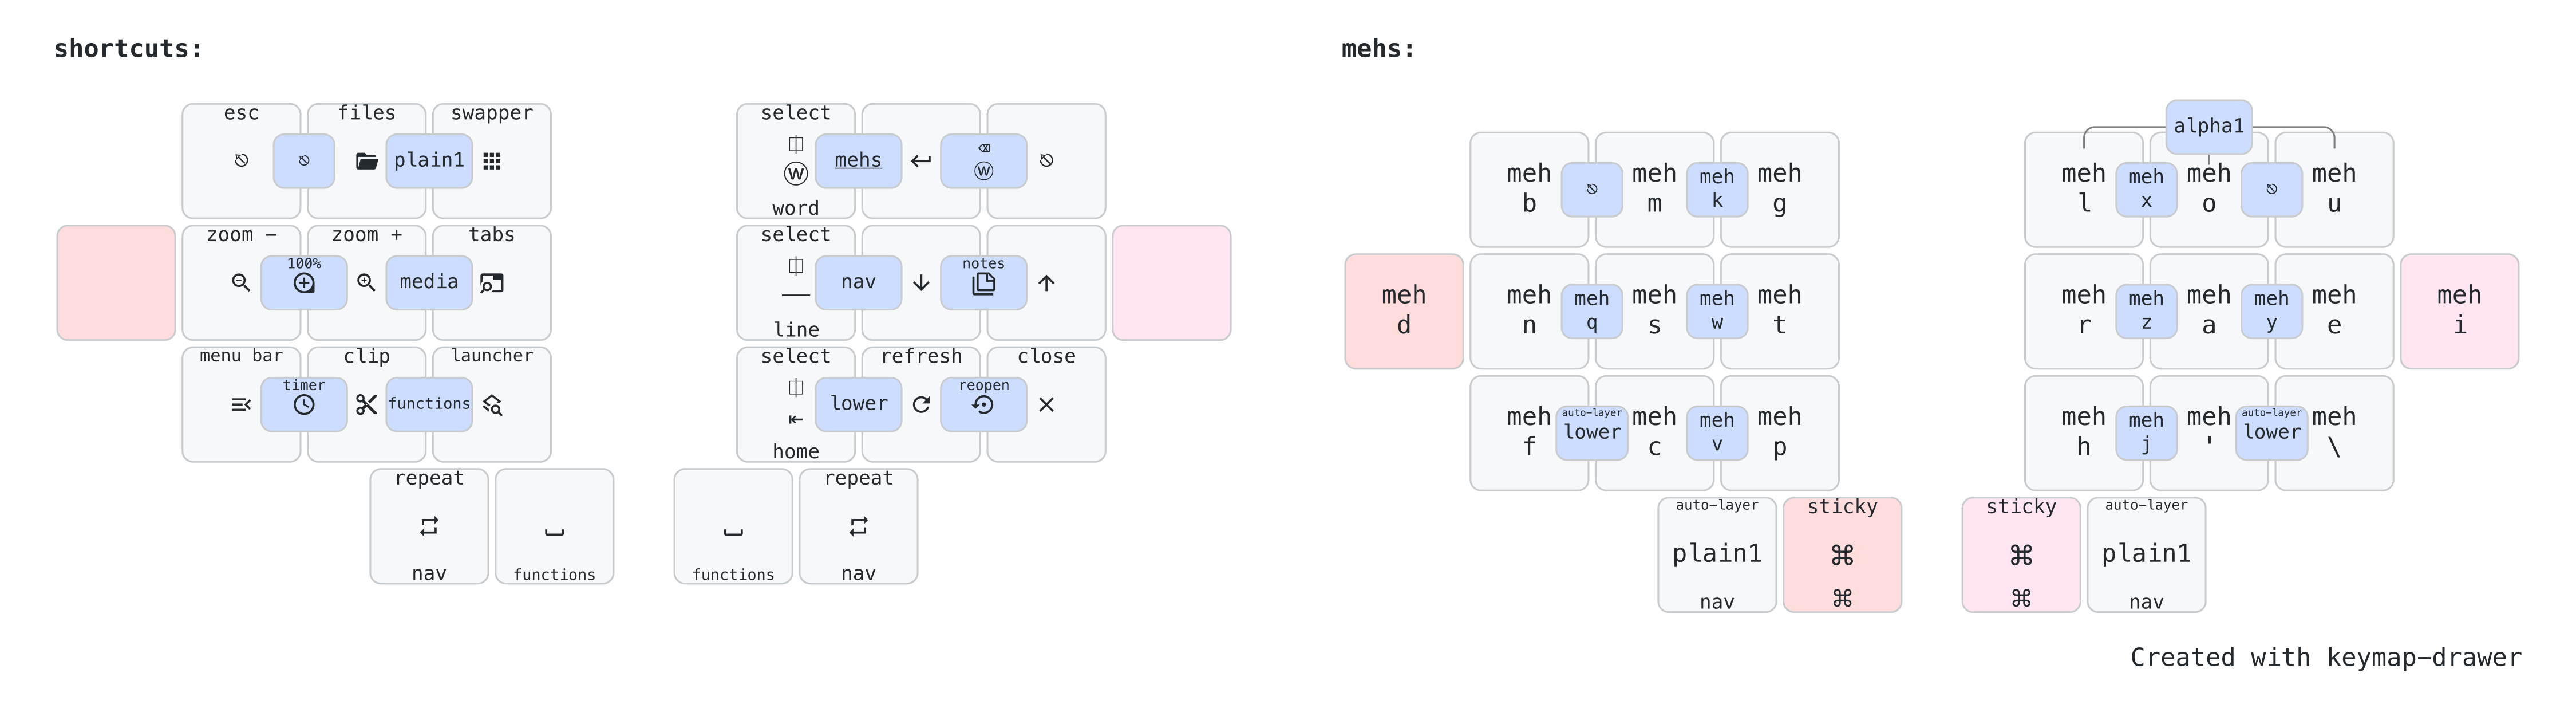 shortcuts:
esc files swapper
plain1
zoom − zoom + tabs
100%
media
menu bar clip launcher
timer
functions
repeat
nav functions
select
mehs
W W
word
select
notes
nav
line
select refresh close
reopen
lower
home
repeat
functions nav
mehs:
meh meh meh meh
b m k g
meh meh meh meh meh meh
d n q s w t
meh auto-layer meh meh meh
f lower c v p
auto-layer sticky
plain1 ⌘
nav ⌘
alpha1
meh meh meh meh
l x o u
meh meh meh meh meh meh
r z a y e i
meh meh meh auto-layer meh
h j ' lower \
sticky auto-layer
⌘ plain1
⌘ nav
Created with keymap-drawer